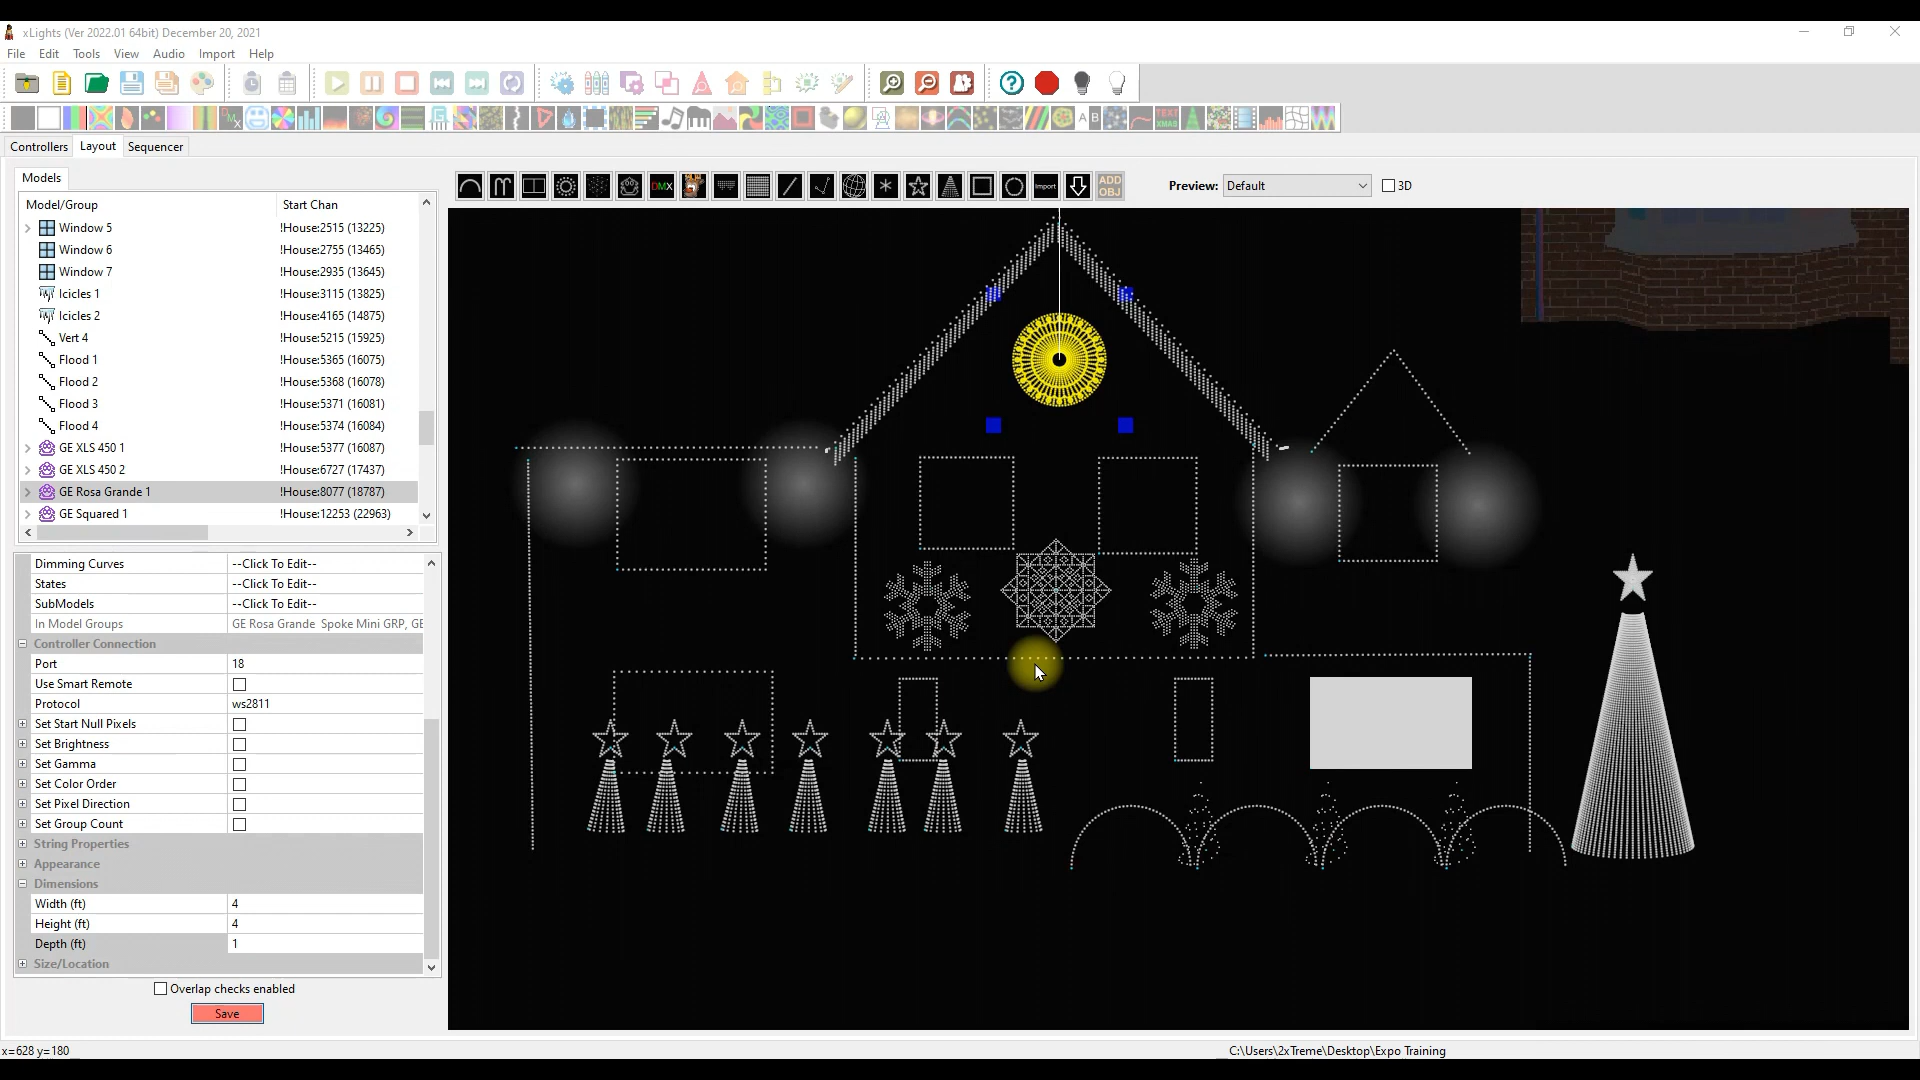 xLights (Ver 2022.01 64bit) December 20, 2021
File Edit Tools View Audio Import Help
Controllers Layout Sequencer
Models
Preview: Default 3D
DMX Import ADD OBJ
Model/Group Start Chan
Window 5 !House:2515 (13225)
Window 6 !House:2755 (13465)
Window 7 !House:2935 (13645)
Icicles 1 !House:3115 (13825)
Icicles 2 !House:4165 (14875)
Vert 4 !House:5215 (15925)
Flood 1 !House:5365 (16075)
Flood 2 !House:5368 (16078)
Flood 3 !House:5371 (16081)
Flood 4 !House:5374 (16084)
GE XLS 450 1 !House:5377 (16087)
GE XLS 450 2 !House:6727 (17437)
GE Rosa Grande 1 !House:8077 (18787)
GE Squared 1 !House:12253 (22963)
Dimming Curves --Click To Edit--
States --Click To Edit--
SubModels --Click To Edit--
In Model Groups GE Rosa Grande Spoke Mini GRP, GE
Controller Connection
Port 18
Use Smart Remote
Protocol ws2811
Set Start Null Pixels
Set Brightness
Set Gamma
Set Color Order
Set Pixel Direction
Set Group Count
String Properties
Appearance
Dimensions
Width (ft) 4
Height (ft) 4
Depth (ft) 1
Size/Location
Overlap checks enabled
Save
x=628 y=180 C:\Users\2xTreme\Desktop\Expo Training